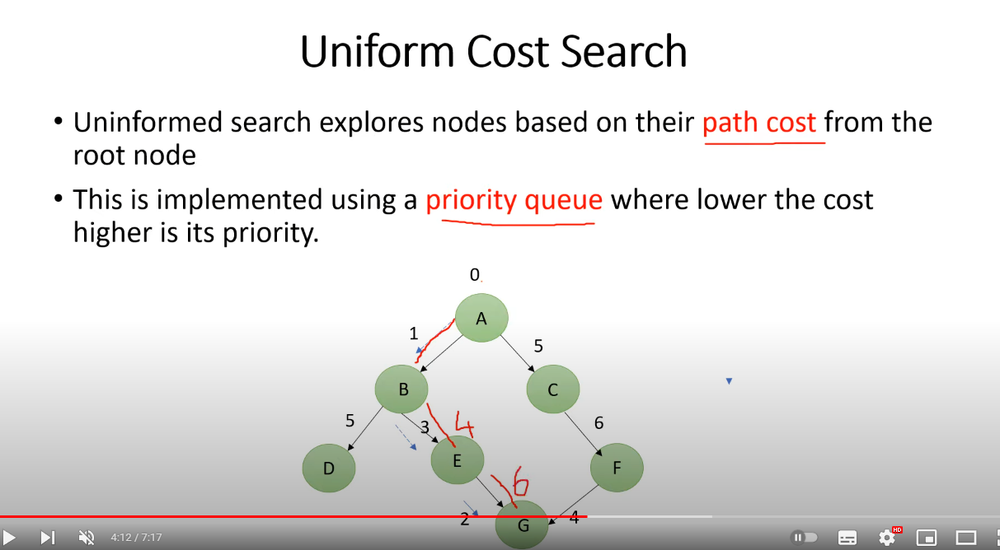 Uniform Cost Search
• Uninformed search explores nodes based on their path cost from the
root node
• This is implemented using a priority queue where lower the cost
higher is its priority.
0
A
1
5
B
C
5
3
4
6
D
E
F
6
2
G
4
4:12 / 7:17
HD